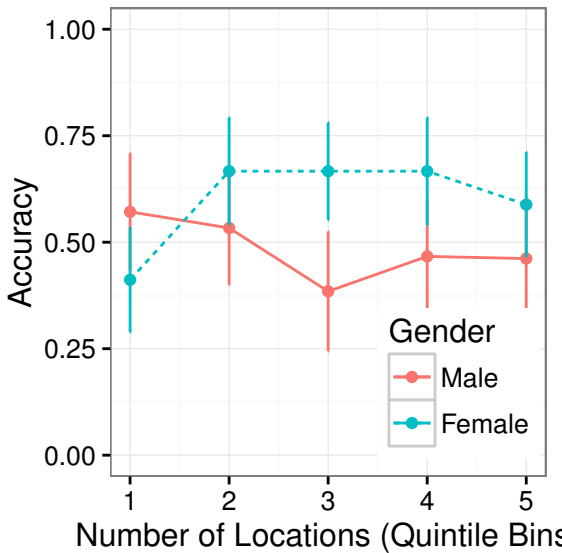 1.00
0.75
0.50
0.25
0.00
Accuracy
Gender
Male
Female
1 2 3 4 5
Number of Locations (Quintile Bins